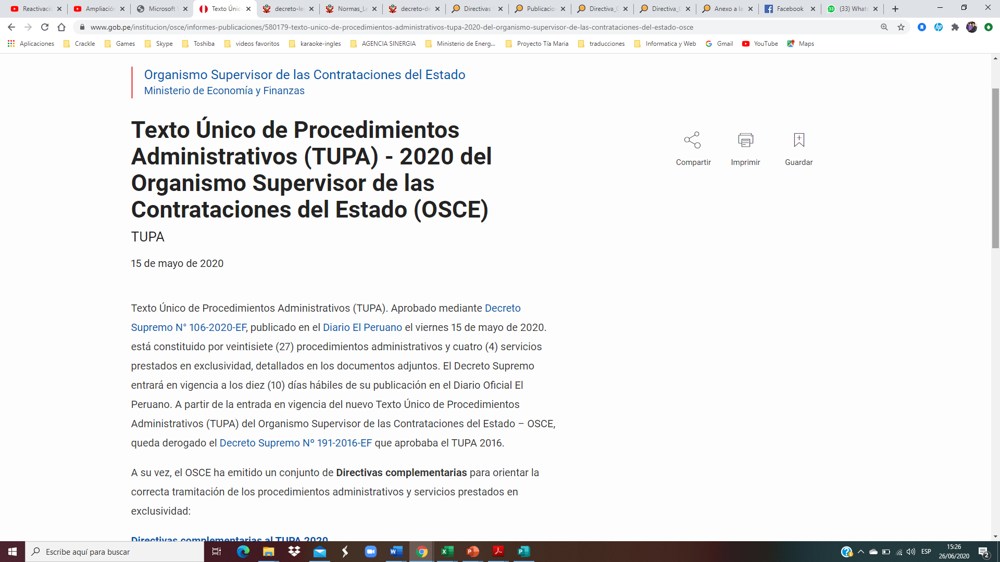 Reactivació
Ampliación
Microsoft
Texto Únic
decreto-le
Normas_Le
decreto-de
Directivas
Publicacio
Directiva_0
Directiva_0
Anexo a la
Facebook
(33) Whats
www.gob.pe/institucion/osce/informes-publicaciones/580179-texto-unico-de-procedimientos-administrativos-tupa-2020-del-organismo-supervisor-de-las-contrataciones-del-estado-osce
Aplicaciones
Crackle
Games
Skype
Toshiba
videos favoritos
karaoke-ingles
AGENCIA SINERGIA
Ministerio de Energ...
Proyecto Tía Maria
traducciones
Informatica y Web
Gmail
YouTube
Maps
Organismo Supervisor de las Contrataciones del Estado
Ministerio de Economía y Finanzas
Texto Único de Procedimientos
Administrativos (TUPA) - 2020 del
Organismo Supervisor de las
Contrataciones del Estado (OSCE)
Compartir
Imprimir
Guardar
TUPA
15 de mayo de 2020
Texto Único de Procedimientos Administrativos (TUPA). Aprobado mediante Decreto
Supremo N° 106-2020-EF, publicado en el Diario El Peruano el viernes 15 de mayo de 2020.
está constituido por veintisiete (27) procedimientos administrativos y cuatro (4) servicios
prestados en exclusividad, detallados en los documentos adjuntos. El Decreto Supremo
entrará en vigencia a los diez (10) días hábiles de su publicación en el Diario Oficial El
Peruano. A partir de la entrada en vigencia del nuevo Texto Único de Procedimientos
Administrativos (TUPA) del Organismo Supervisor de las Contrataciones del Estado – OSCE,
queda derogado el Decreto Supremo Nº 191-2016-EF que aprobaba el TUPA 2016.
A su vez, el OSCE ha emitido un conjunto de Directivas complementarias para orientar la
correcta tramitación de los procedimientos administrativos y servicios prestados en
exclusividad:
Directivas complementarias al TUPA 2020
Escribe aquí para buscar
ESP
15:26
26/06/2020
2